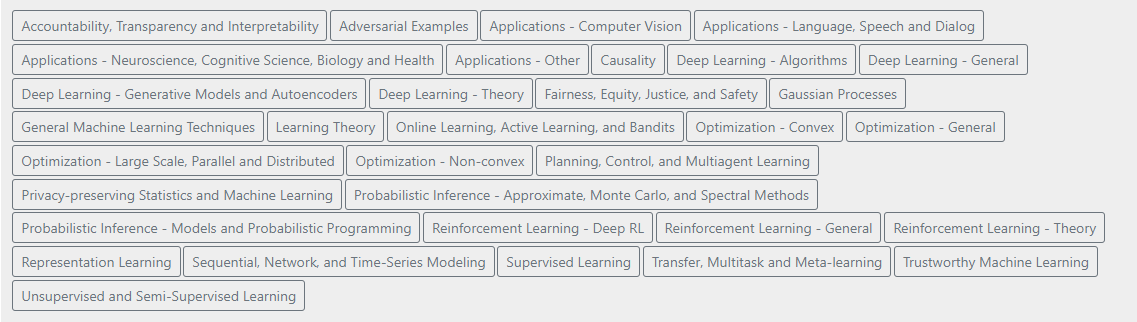 Accountability, Transparency and Interpretability Adversarial Examples Applications - Computer Vision Applications - Language, Speech and Dialog
Applications - Neuroscience, Cognitive Science, Biology and Health Applications - Other Causality Deep Learning - Algorithms Deep Learning - General
Deep Learning - Generative Models and Autoencoders Deep Learning - Theory Fairness, Equity, Justice, and Safety Gaussian Processes
General Machine Learning Techniques Learning Theory Online Learning, Active Learning, and Bandits Optimization - Convex Optimization - General
Optimization - Large Scale, Parallel and Distributed Optimization - Non-convex Planning, Control, and Multiagent Learning
Privacy-preserving Statistics and Machine Learning Probabilistic Inference - Approximate, Monte Carlo, and Spectral Methods
Probabilistic Inference - Models and Probabilistic Programming Reinforcement Learning - Deep RL Reinforcement Learning - General Reinforcement Learning - Theory
Representation Learning Sequential, Network, and Time-Series Modeling Supervised Learning Transfer, Multitask and Meta-learning Trustworthy Machine Learning
Unsupervised and Semi-Supervised Learning